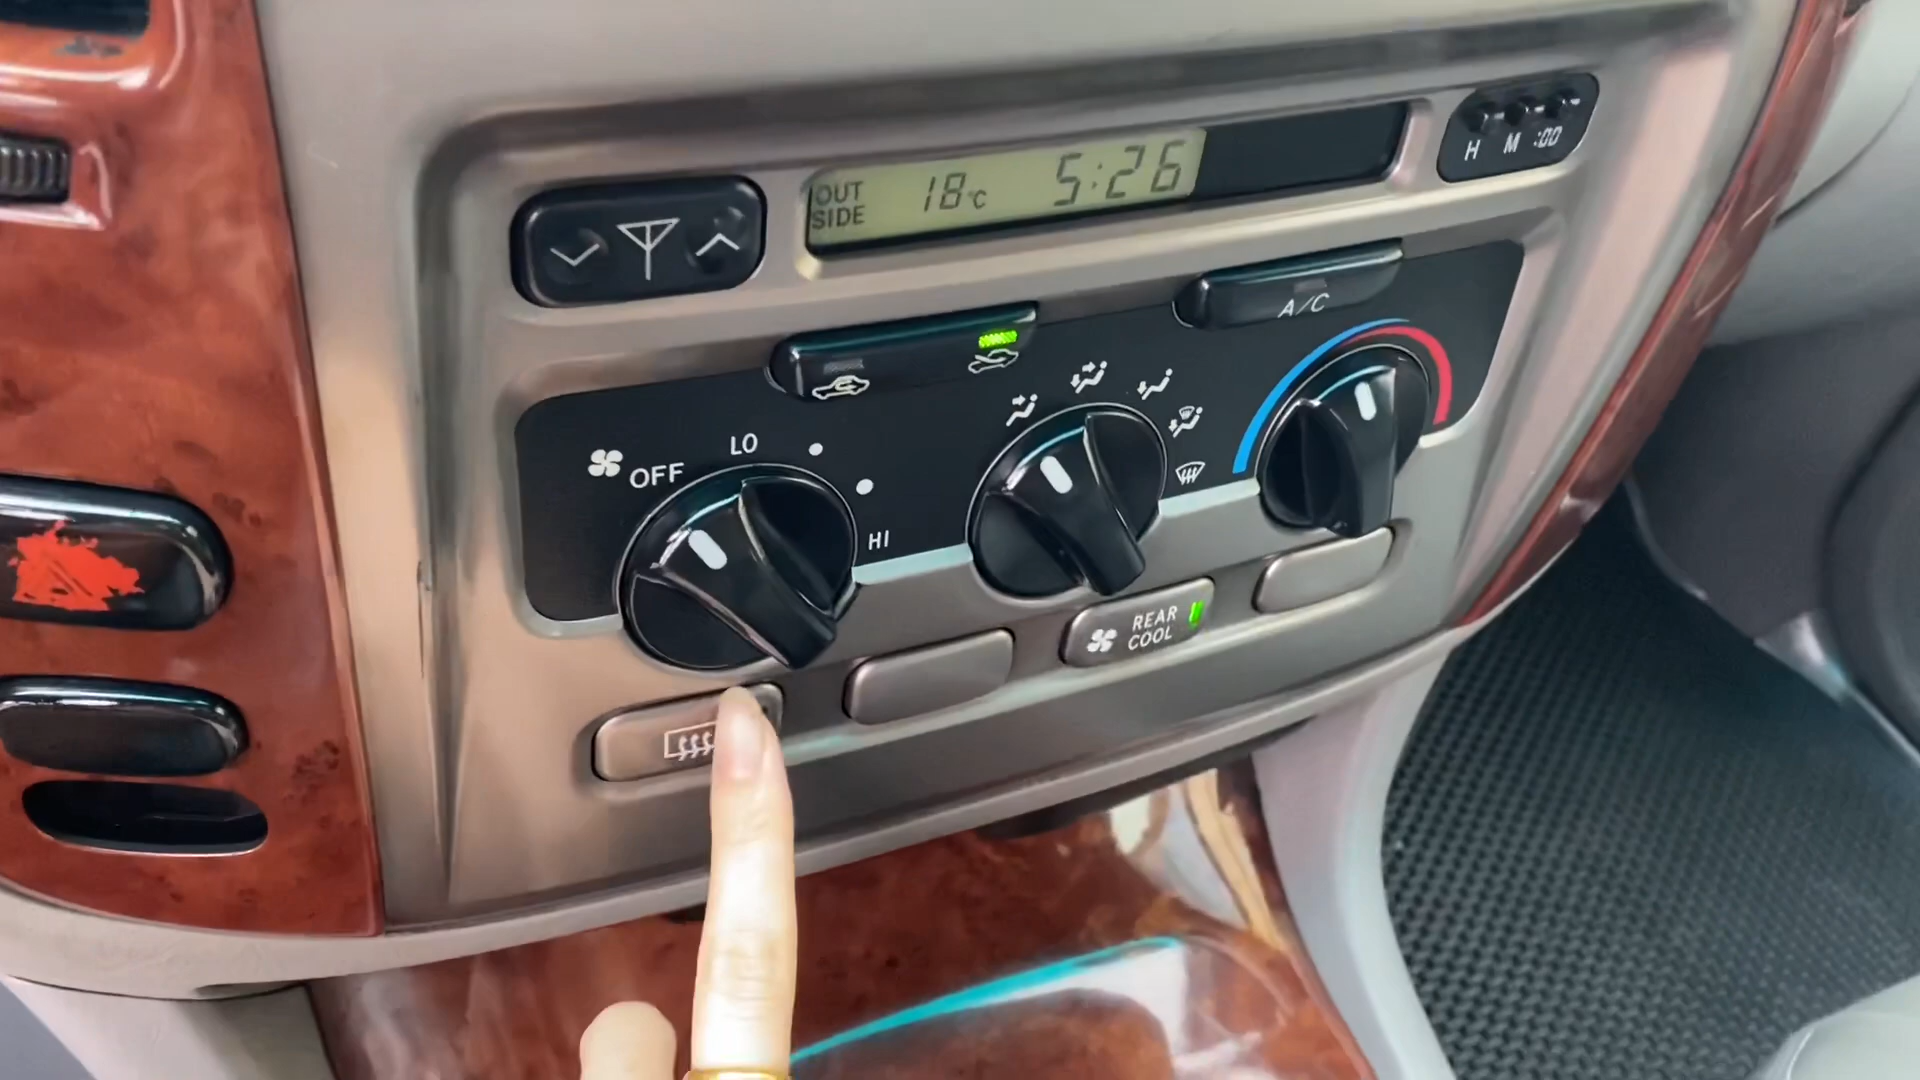 OUT
SIDE
18°C
5:26
H M :00
A/C
OFF
LO
HI
REAR
COOL